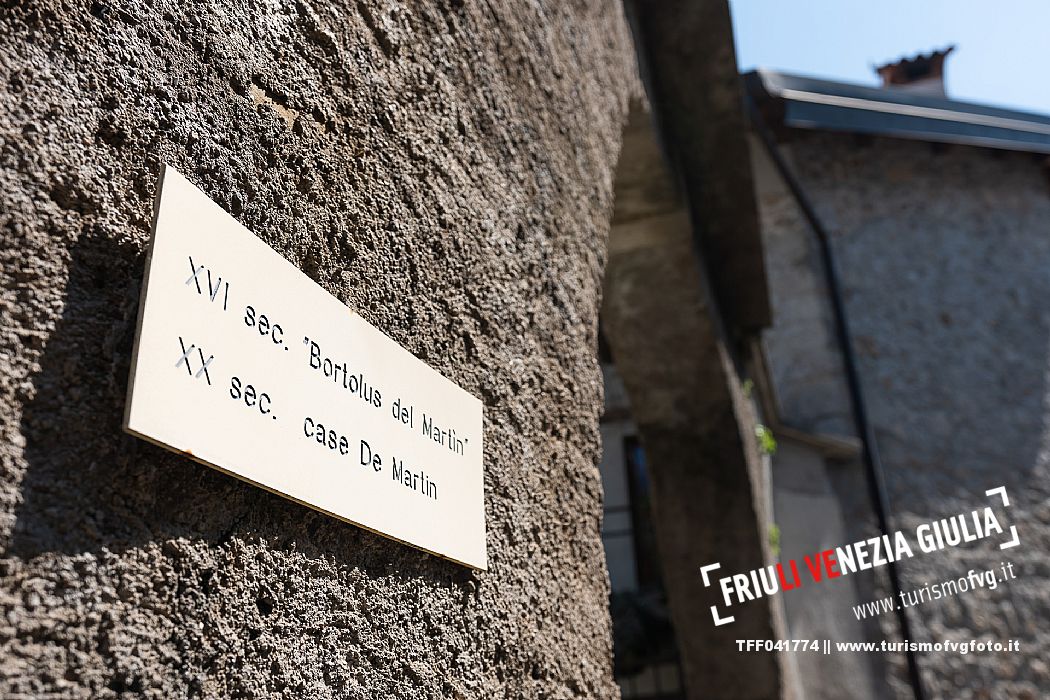 XVI sec. "Bortolus del Martìn"
XX sec. case De Martin
FRIULI VENEZIA GIULIA
www.turismofvg.it
TFF041774 || www.turismofvgfoto.it